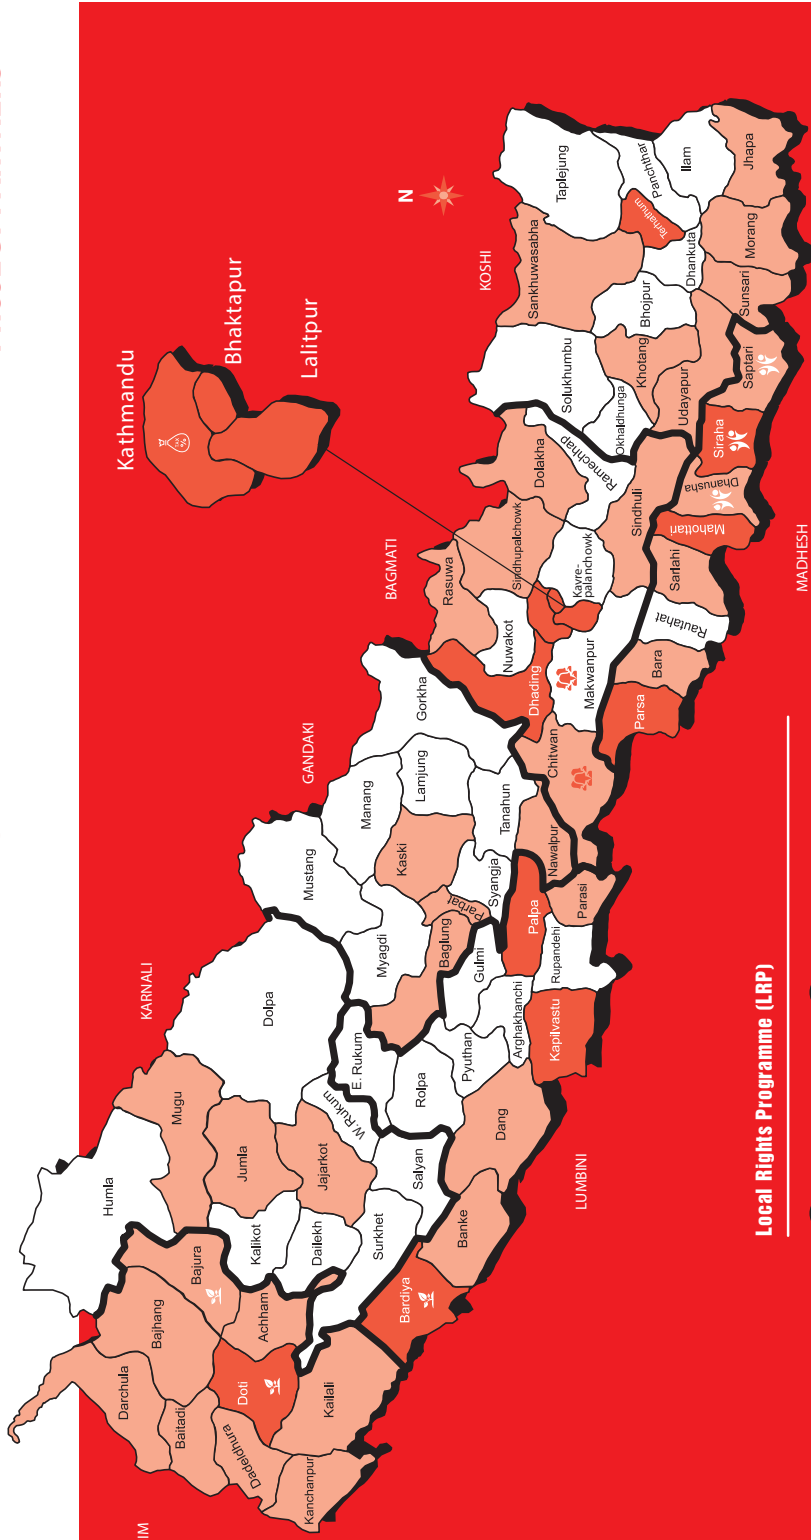 Kathmandu
Bhaktapur
Lalitpur
N
KOSHI
BAGMATI
GANDAKI
KARNALI
LUMBINI
MADHESH
IM
Taplejung
Panchthar
Ilam
Jhapa
Terhathum
Sankhuwasabha
Dhankuta
Morang
Sunsari
Bhojpur
Solukhumbu
Khotang
Okhaldhunga
Udayapur
Saptari
Siraha
Dhanusha
Mahottari
Sarlahi
Rautahat
Bara
Parsa
Dolakha
Ramechhap
Sindhuli
Sindhupalchowk
Kavre-
palanchowk
Rasuwa
Nuwakot
Dhading
Makwanpur
Chitwan
Gorkha
Lamjung
Manang
Tanahun
Mustang
Kaski
Syangja
Nawalpur
Parbat
Myagdi
Baglung
Gulmi
Palpa
Parasi
Rupandehi
Arghakhanchi
Kapilvastu
Pyuthan
Rolpa
E. Rukum
Dang
Dolpa
W. Rukum
Mugu
Jumla
Jajarkot
Salyan
Humla
Kalikot
Dailekh
Surkhet
Banke
Bardiya
Bajura
Achham
Bajhang
Doti
Kailali
Darchula
Baitadi
Dadeldhura
Kanchanpur
Local Rights Programme (LRP)